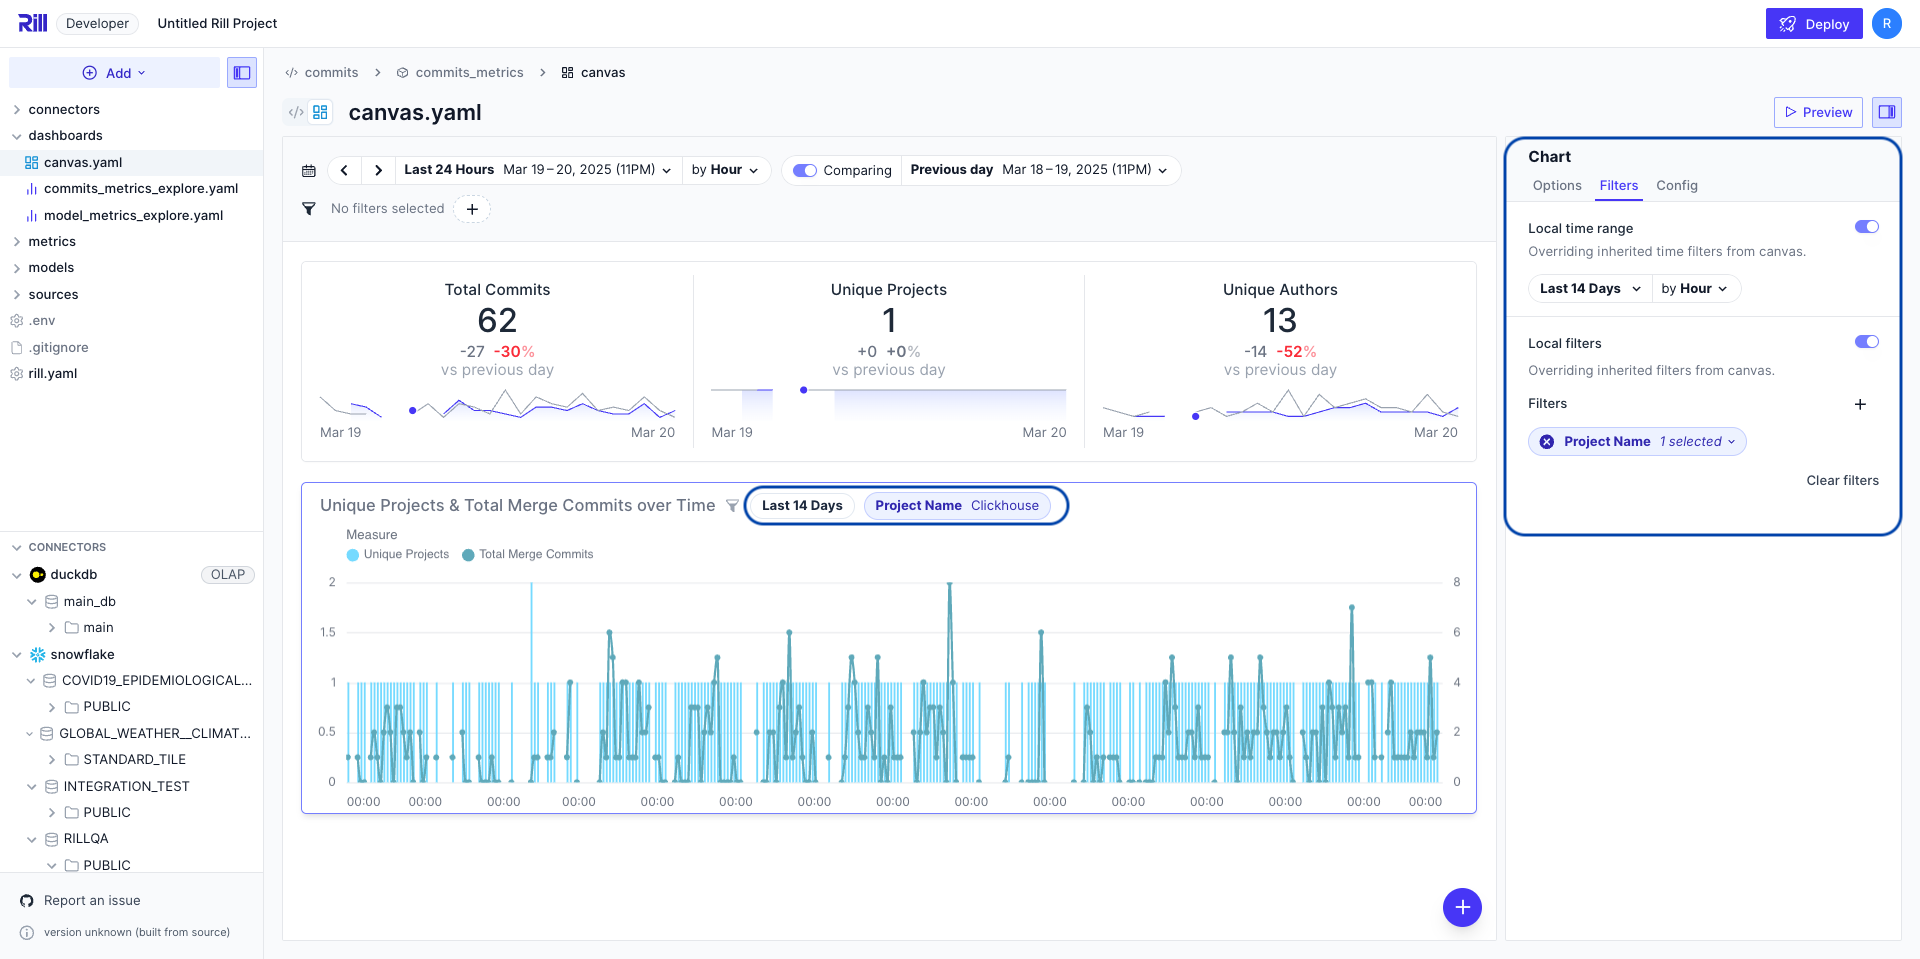 Rill Developer Untitled Rill Project Deploy R
Add
connectors
dashboards
canvas.yaml
commits_metrics_explore.yaml
model_metrics_explore.yaml
metrics
models
sources
.env
.gitignore
rill.yaml
CONNECTORS
duckdb OLAP
main_db
main
snowflake
COVID19_EPIDEMIOLOGICAL...
PUBLIC
GLOBAL_WEATHER__CLIMAT...
STANDARD_TILE
INTEGRATION_TEST
PUBLIC
RILLQA
PUBLIC
Report an issue
version unknown (built from source)
commits commits_metrics canvas
canvas.yaml
Preview
Last 24 Hours Mar 19 – 20, 2025 (11PM) by Hour Comparing Previous day Mar 18 – 19, 2025 (11PM)
No filters selected
Total Commits
62
-27 -30%
vs previous day
Mar 19 Mar 20
Unique Projects
1
+0 +0%
vs previous day
Mar 19 Mar 20
Unique Authors
13
-14 -52%
vs previous day
Mar 19 Mar 20
Unique Projects & Total Merge Commits over Time Last 14 Days Project Name Clickhouse
Measure
Unique Projects Total Merge Commits
2 8
1.5 6
1 4
0.5 2
0 0
00:00 00:00 00:00 00:00 00:00 00:00 00:00 00:00 00:00 00:00 00:00 00:00 00:00 00:00 00:00
Chart
Options Filters Config
Local time range
Overriding inherited time filters from canvas.
Last 14 Days by Hour
Local filters
Overriding inherited filters from canvas.
Filters
Project Name 1 selected
Clear filters